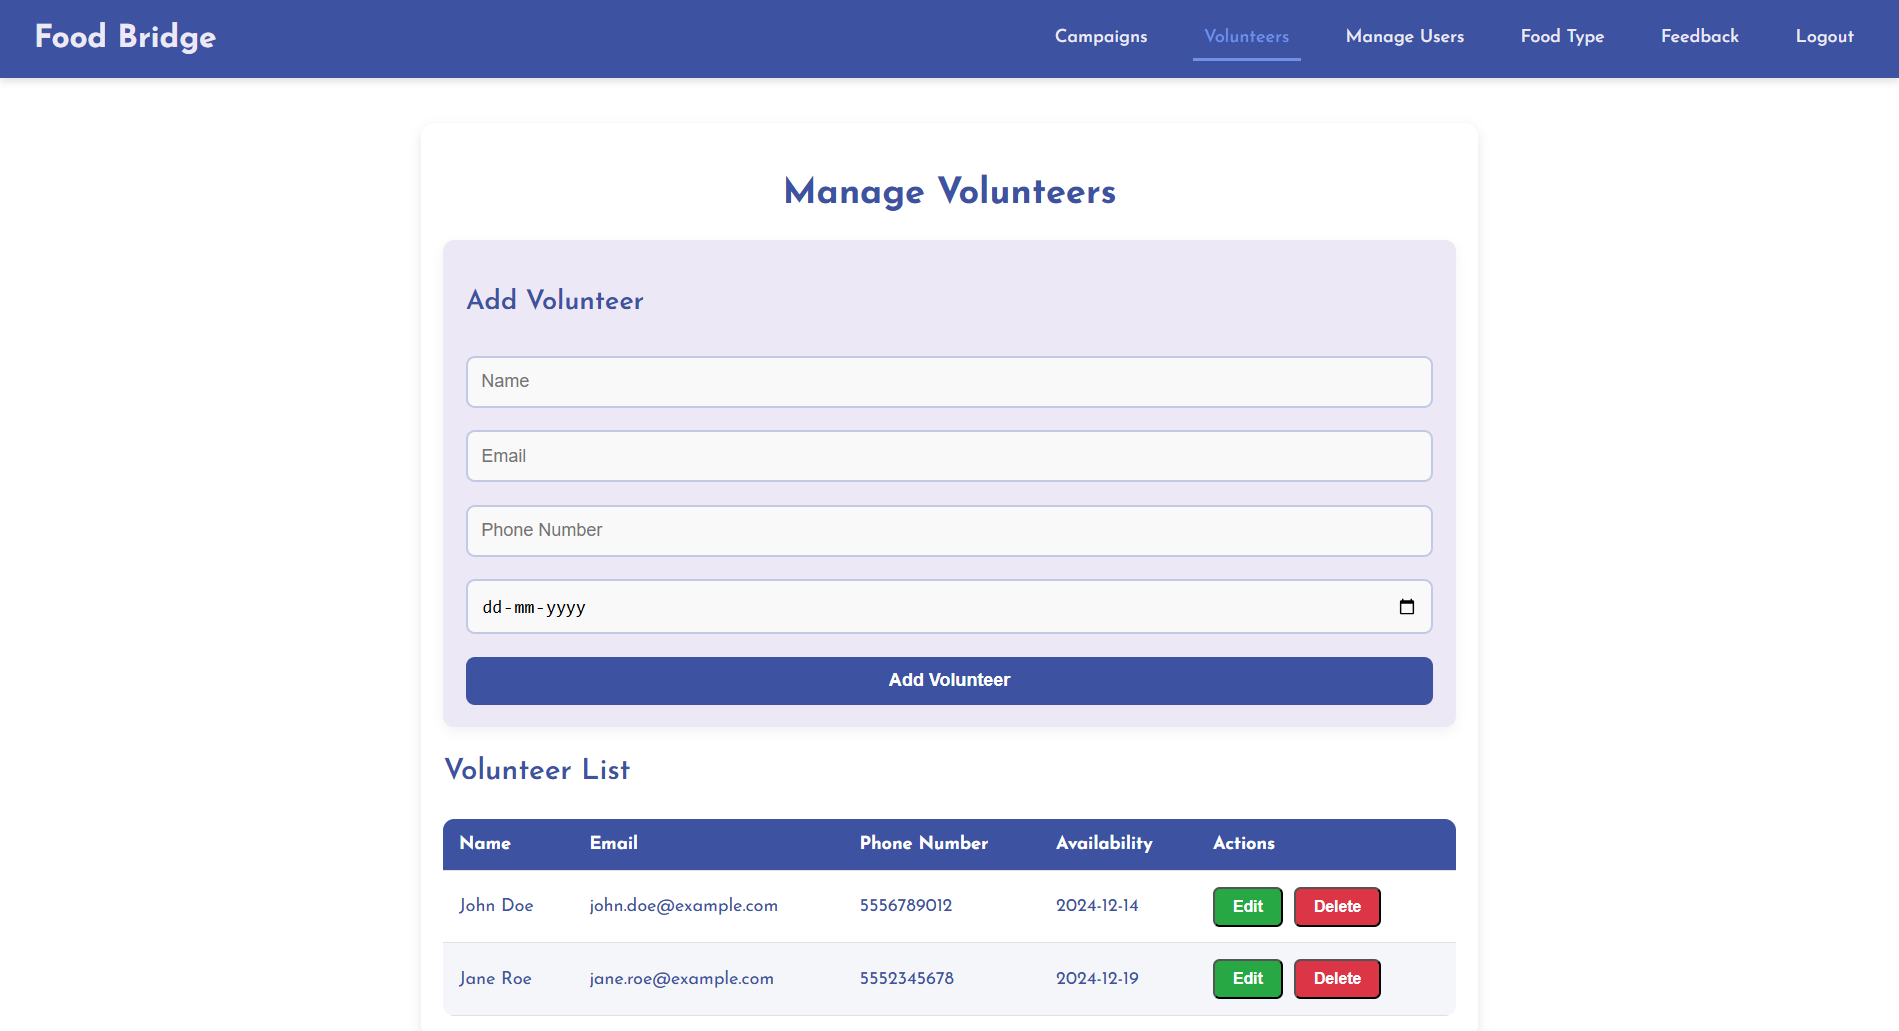 Food Bridge Campaigns Volunteers Manage Users Food Type Feedback Logout
Manage Volunteers
Add Volunteer
Name
Email
Phone Number
dd-mm-yyyy
Add Volunteer
Volunteer List
Name Email Phone Number Availability Actions
John Doe john.doe@example.com 5556789012 2024-12-14 Edit Delete
Jane Roe jane.roe@example.com 5552345678 2024-12-19 Edit Delete